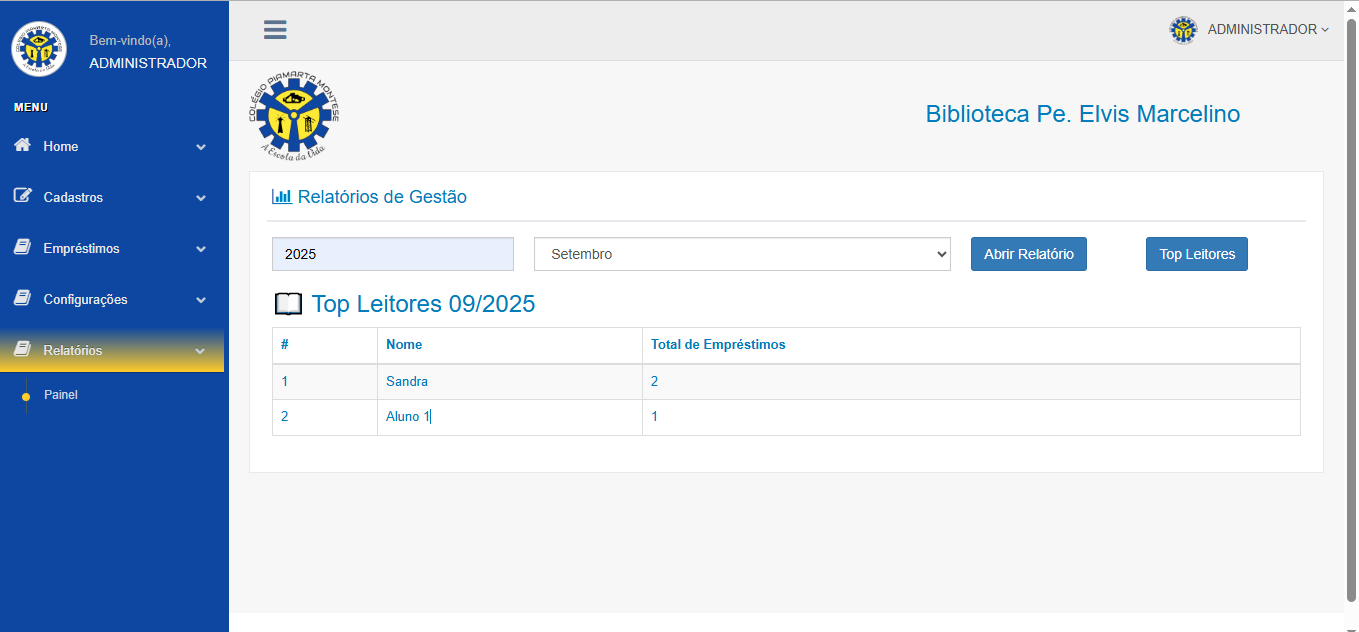 Bem-vindo(a),
ADMINISTRADOR
MENU
Home
Cadastros
Empréstimos
Configurações
Relatórios
Painel
ADMINISTRADOR
COLÉGIO PIAMARTA MONTESE
A Escola da Vida
Biblioteca Pe. Elvis Marcelino
Relatórios de Gestão
2025 Setembro Abrir Relatório Top Leitores
Top Leitores 09/2025
# Nome Total de Empréstimos
1 Sandra 2
2 Aluno 1 1